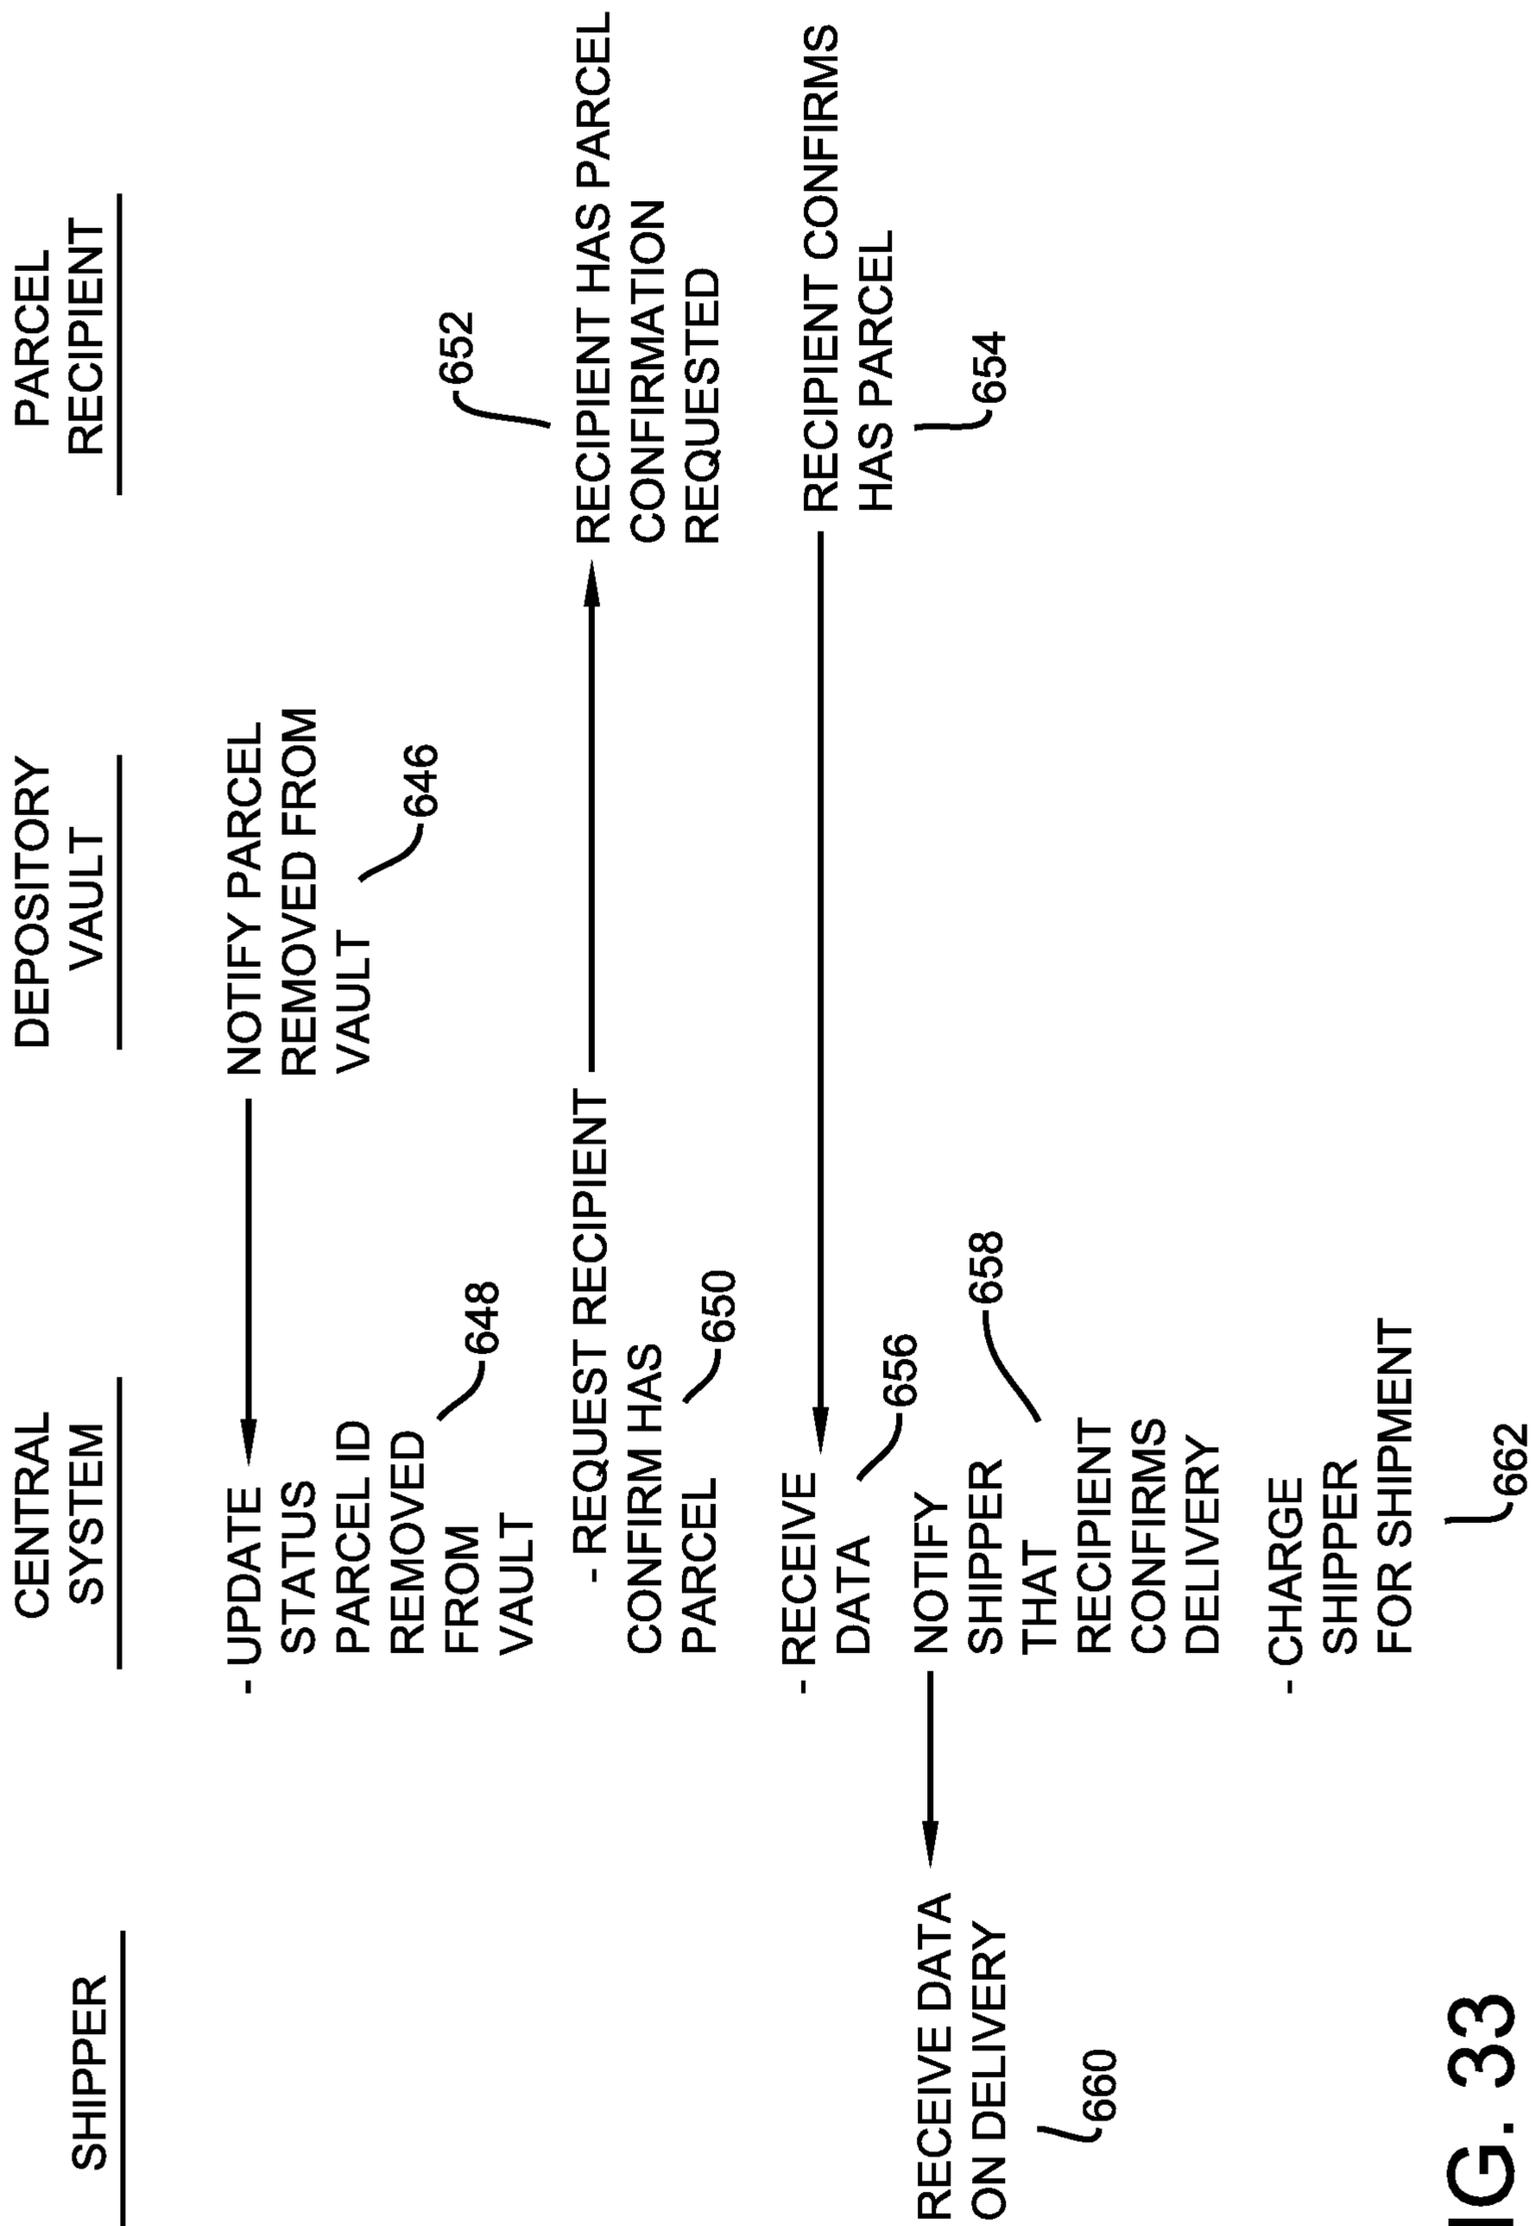 SHIPPER
CENTRAL
SYSTEM
DEPOSITORY
VAULT
PARCEL
RECIPIENT
NOTIFY PARCEL
REMOVED FROM
VAULT
646
- UPDATE
STATUS
PARCEL ID
REMOVED
FROM
VAULT
648
- REQUEST RECIPIENT
CONFIRM HAS
PARCEL
650
652
RECIPIENT HAS PARCEL
CONFIRMATION
REQUESTED
RECIPIENT CONFIRMS
HAS PARCEL
654
- RECEIVE
DATA
656
NOTIFY
SHIPPER
THAT
RECIPIENT
CONFIRMS
DELIVERY
658
RECEIVE DATA
ON DELIVERY
660
- CHARGE
SHIPPER
FOR SHIPMENT
662
IG. 33